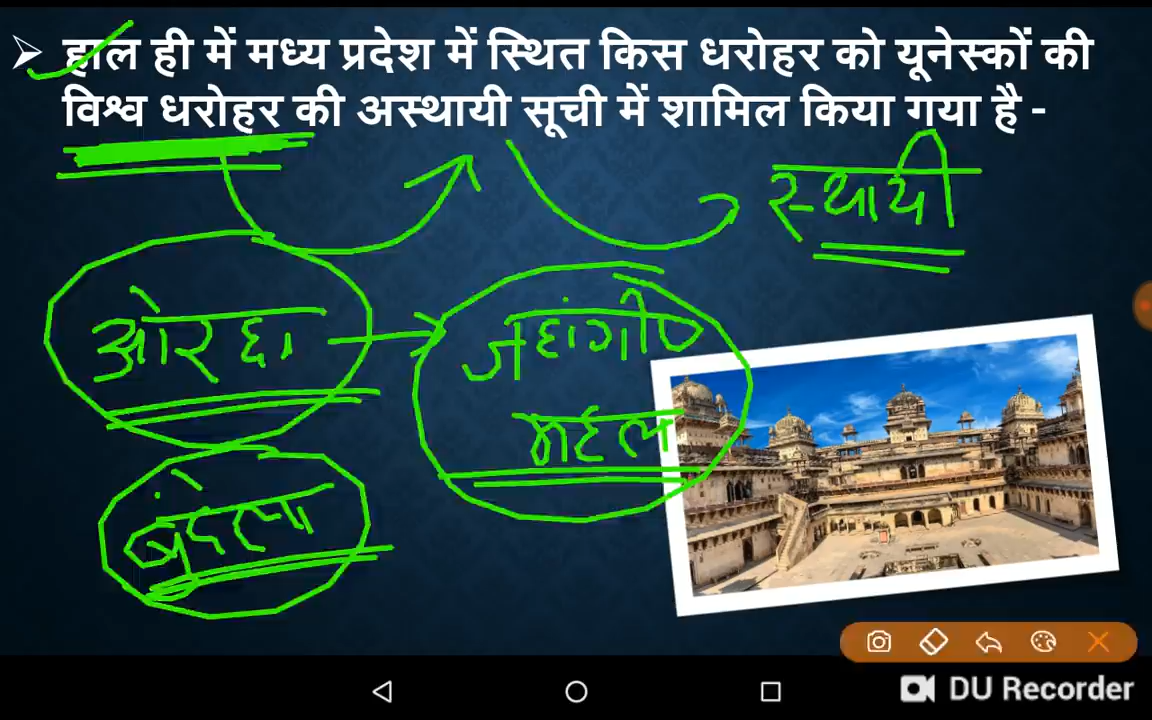 हाल ही में मध्य प्रदेश में स्थित किस धरोहर को यूनेस्कों की
विश्व धरोहर की अस्थायी सूची में शामिल किया गया है -
स्थायी
ओरछा
जहांगीर
महल
बुंदेला
DU Recorder